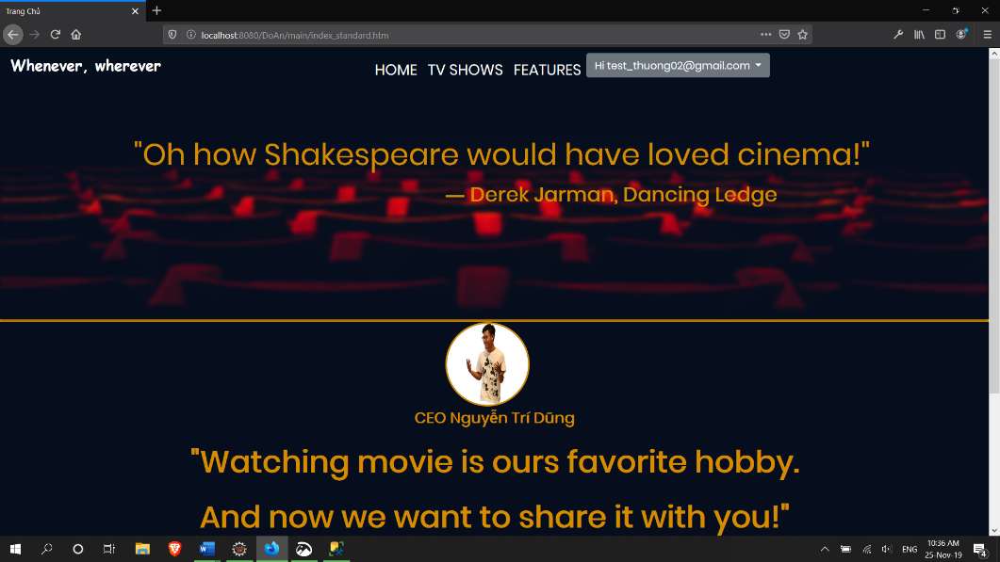 Trang Chủ
localhost:8080/DoAn/main/index_standard.htm
Whenever, wherever
HOME TV SHOWS FEATURES Hi test_thuong02@gmail.com
"Oh how Shakespeare would have loved cinema!"
— Derek Jarman, Dancing Ledge
CEO Nguyễn Trí Dũng
"Watching movie is ours favorite hobby.
And now we want to share it with you!"
ENG
10:36 AM
25-Nov-19
4